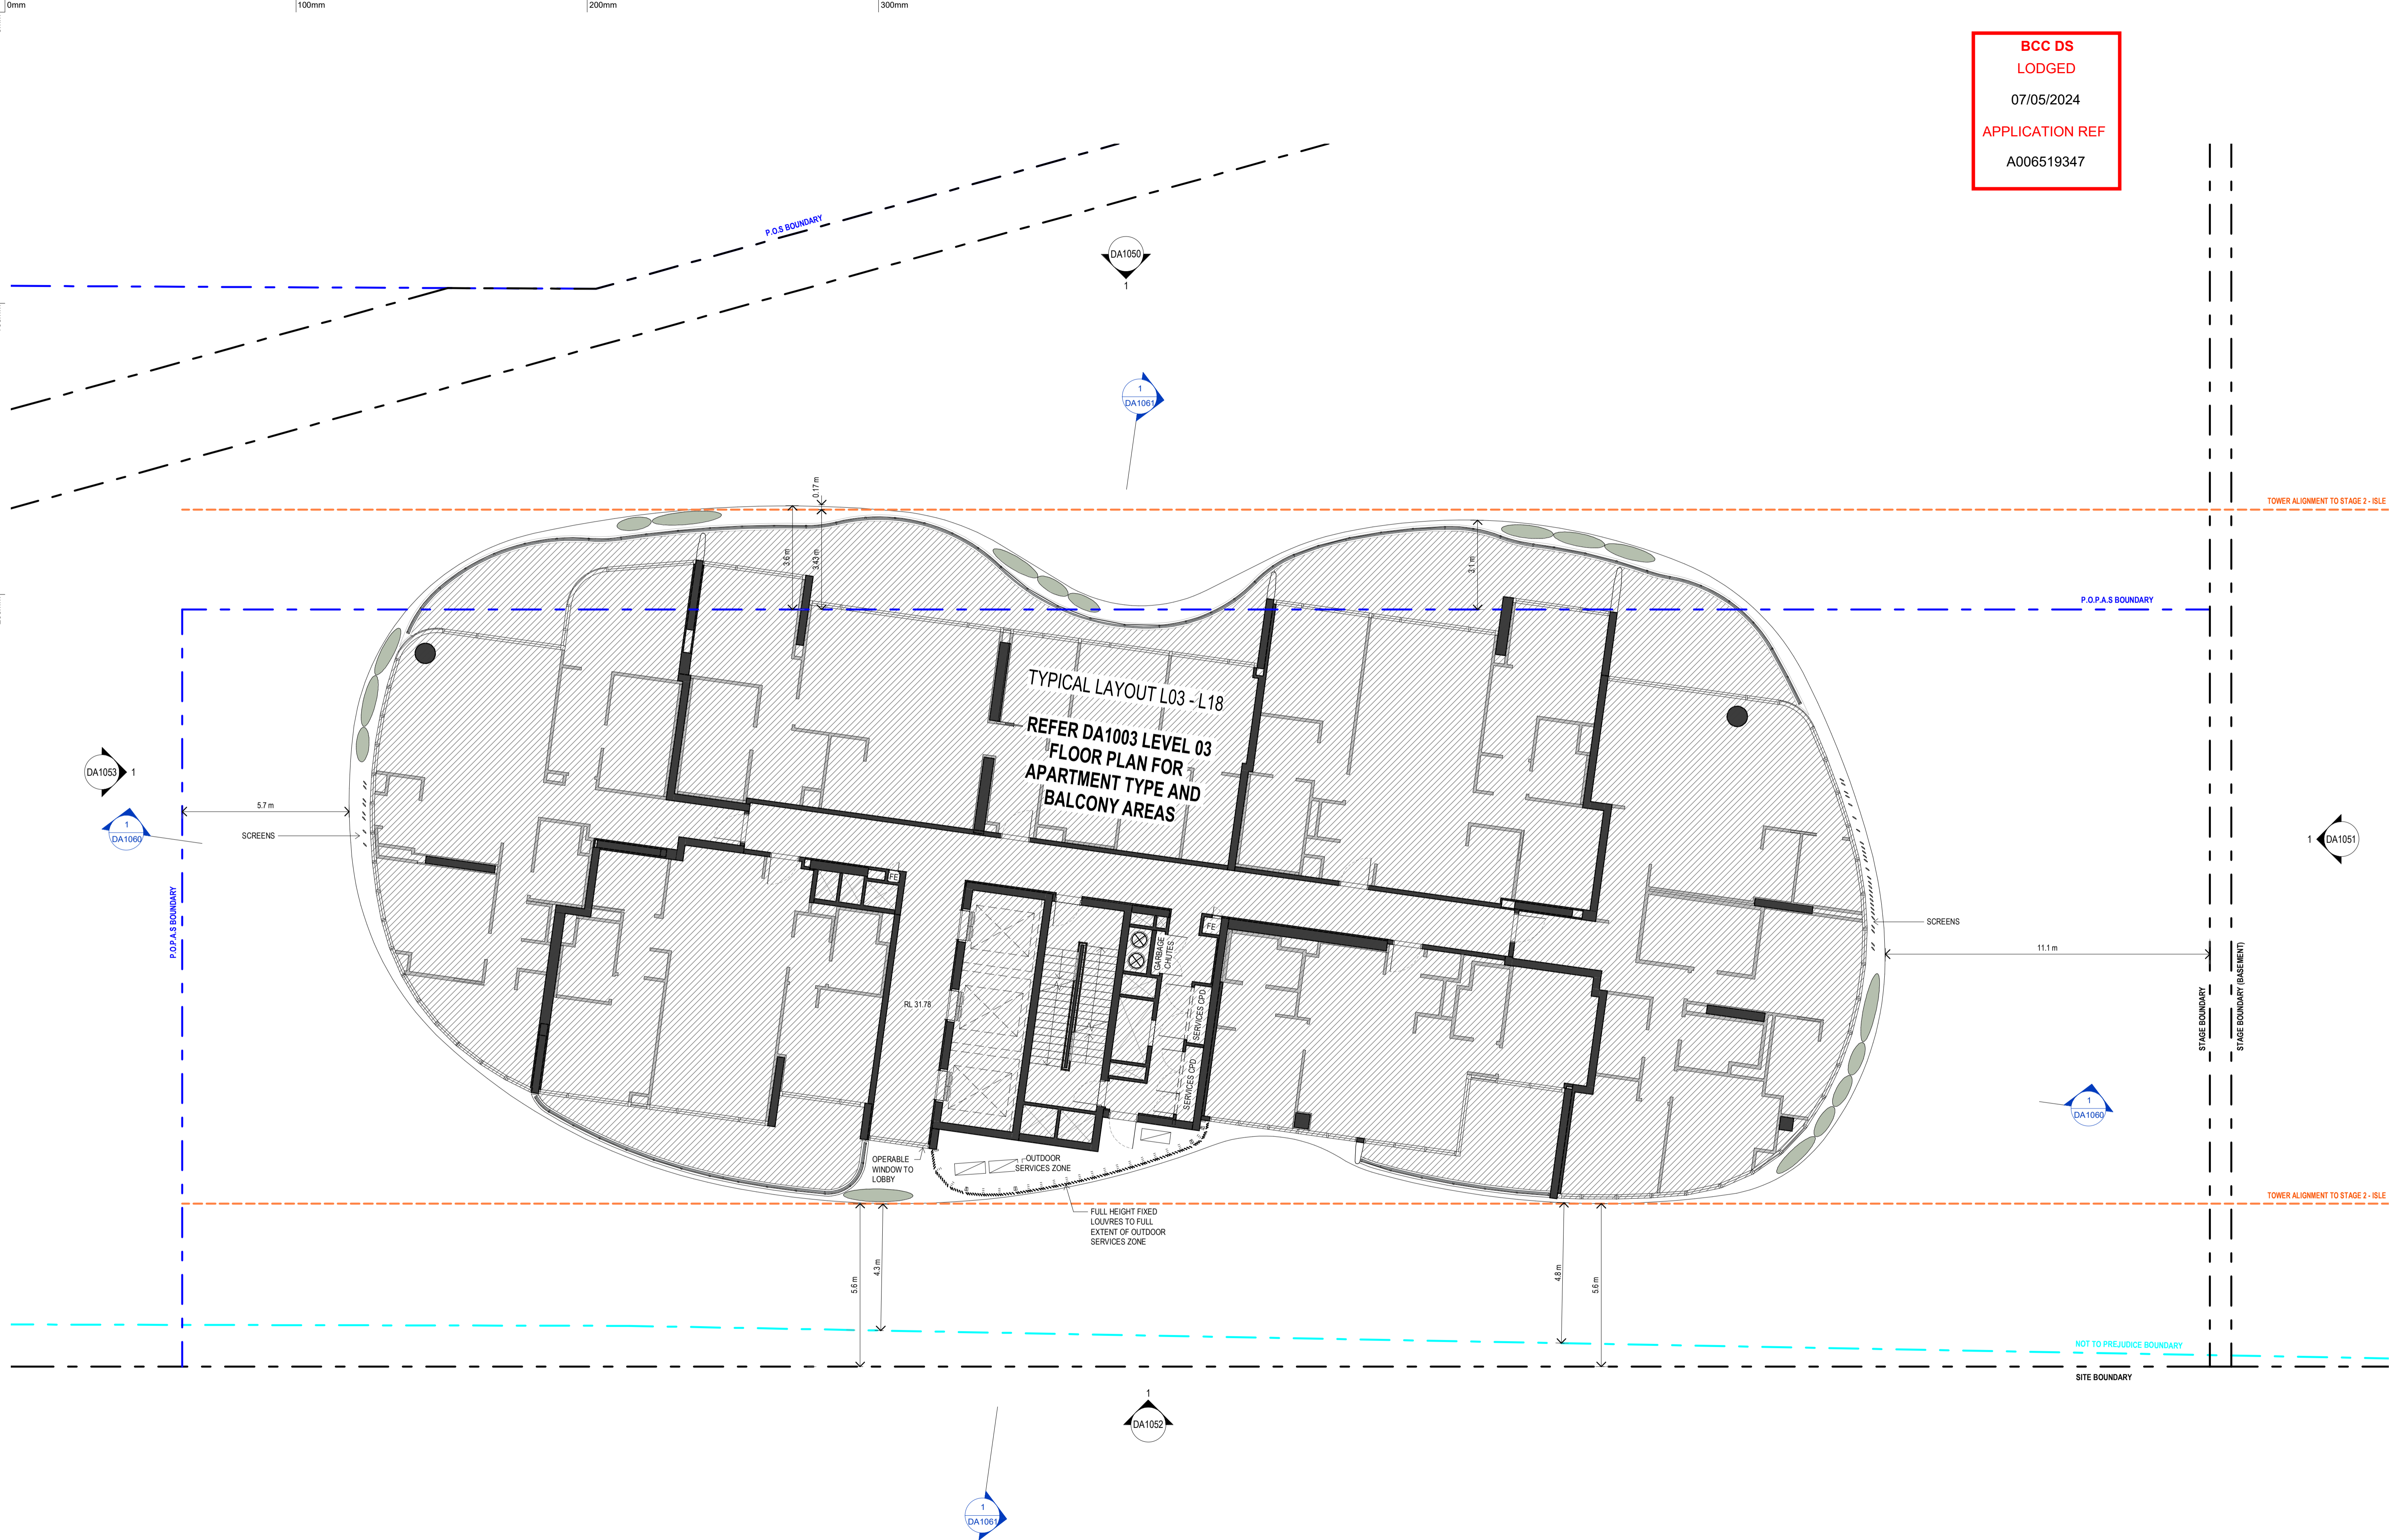 0mm
100mm
200mm
300mm
BCC DS
LODGED
07/05/2024
APPLICATION REF
A006519347
P.O.S BOUNDARY
DA1050
1
1
DA1061
0.17 m
TOWER ALIGNMENT TO STAGE 2 - ISLE
3.6 m
3.43 m
3.1 m
P.O.P.A.S BOUNDARY
TYPICAL LAYOUT L03 - L18
REFER DA1003 LEVEL 03
FLOOR PLAN FOR
APARTMENT TYPE AND
BALCONY AREAS
DA1053
1
5.7 m
1
DA1060
SCREENS
1
DA1051
FE
P.O.P.A.S BOUNDARY
FE
SCREENS
GARBAGE
CHUTES
11.1 m
RL 31.78
SERVICES CPD
SERVICES CPD
STAGE BOUNDARY
STAGE BOUNDARY (BASEMENT)
1
DA1060
OPERABLE
WINDOW TO
LOBBY
OUTDOOR
SERVICES ZONE
TOWER ALIGNMENT TO STAGE 2 - ISLE
FULL HEIGHT FIXED
LOUVRES TO FULL
EXTENT OF OUTDOOR
SERVICES ZONE
5.6 m
4.3 m
4.8 m
5.6 m
NOT TO PREJUDICE BOUNDARY
SITE BOUNDARY
1
DA1052
1
DA1061